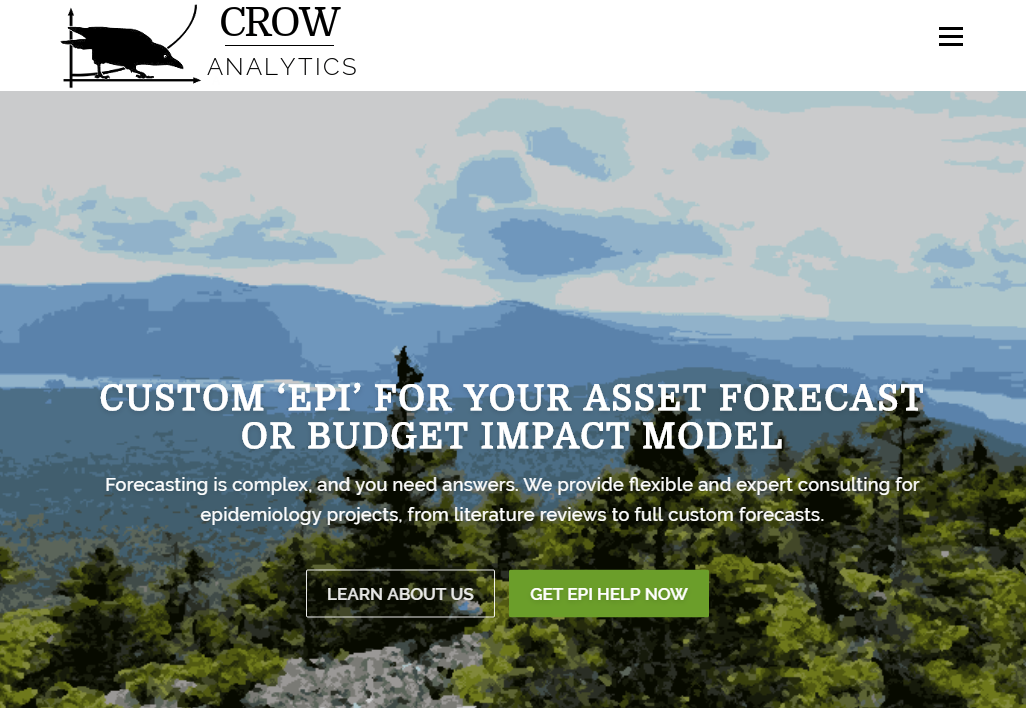 CROW
ANALYTICS
CUSTOM ‘EPI’ FOR YOUR ASSET FORECAST
OR BUDGET IMPACT MODEL
Forecasting is complex, and you need answers. We provide flexible and expert consulting for
epidemiology projects, from literature reviews to full custom forecasts.
LEARN ABOUT US
GET EPI HELP NOW